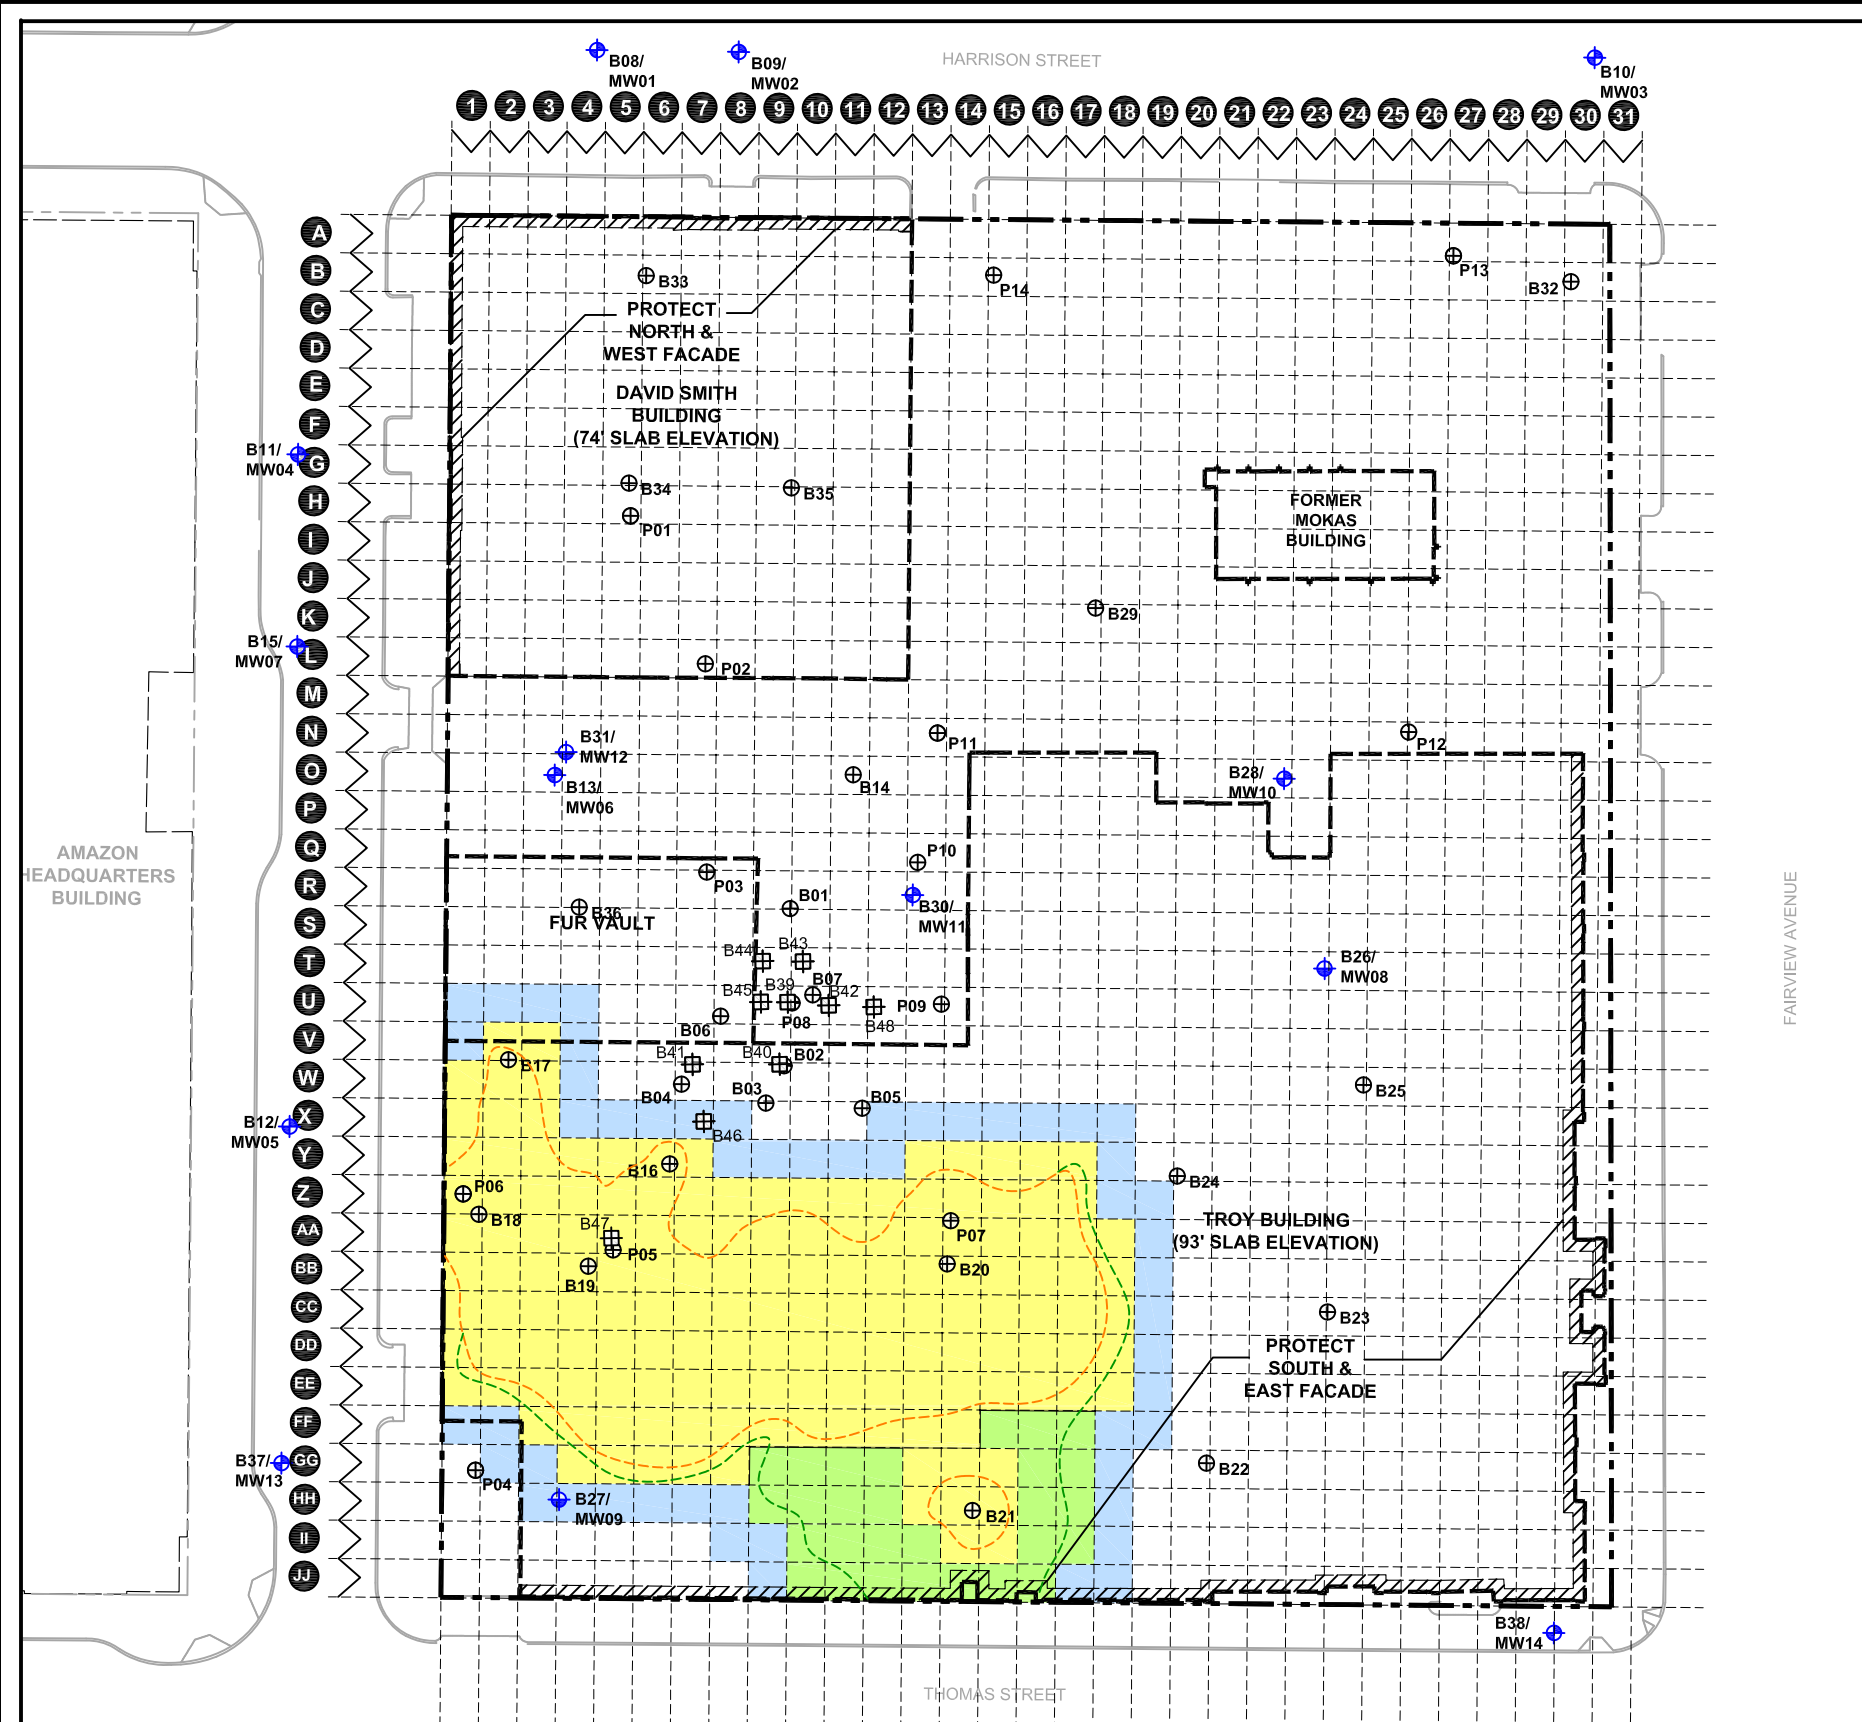 HARRISON STREET
B08/
MW01
B09/
MW02
B10/
MW03
1 2 3 4 5 6 7 8 9 10 11 12 13 14 15 16 17 18 19 20 21 22 23 24 25 26 27 28 29 30 31
A
B
C
D
E
F
G
H
I
J
K
L
M
N
O
P
Q
R
S
T
U
V
W
X
Y
Z
AA
BB
CC
DD
EE
FF
GG
HH
II
JJ
B33
P14
P13
B32
PROTECT
NORTH &
WEST FACADE
DAVID SMITH
BUILDING
(74' SLAB ELEVATION)
B11/
MW04
B34
B35
P01
FORMER
MOKAS
BUILDING
B29
B15/
MW07
P02
B31/
MW12
B13/
MW06
P11
B14
P12
B28/
MW10
AMAZON
HEADQUARTERS
BUILDING
P10
P03
B01
B36
FUR VAULT
B30/
MW11
B44
B43
B26/
MW08
FAIRVIEW AVENUE
B45
B39
B07
B42
P09
P08
B48
B06
B41
B40
B02
B17
B04
B03
B05
B25
B12/
MW05
B46
B16
B24
P06
B18
B47
P05
B19
P07
B20
TROY BUILDING
(93' SLAB ELEVATION)
B23
PROTECT
SOUTH &
EAST FACADE
B37/
MW13
P04
B22
B27/
MW09
B21
B38/
MW14
THOMAS STREET